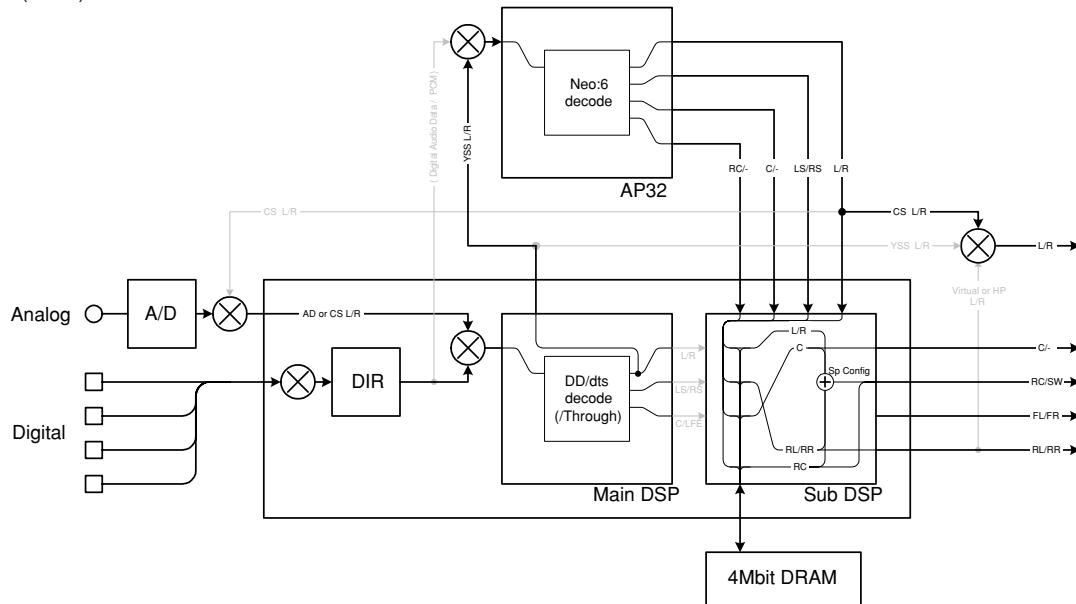 Neo:6
decode
AP32
( Digital Audio Data / PCM )
YSS L/R
RC/-
C/-
LS/RS
L/R
CS L/R
CS L/R
YSS L/R
L/R
Virtual or HP
L/R
Analog
A/D
AD or CS L/R
DIR
DD/dts
decode
(/Through)
Main DSP
L/R
LS/RS
C/LFE
L/R
C
Sp Config
RL/RR
RC
Sub DSP
C/-
RC/SW
FL/FR
RL/RR
Digital
4Mbit DRAM